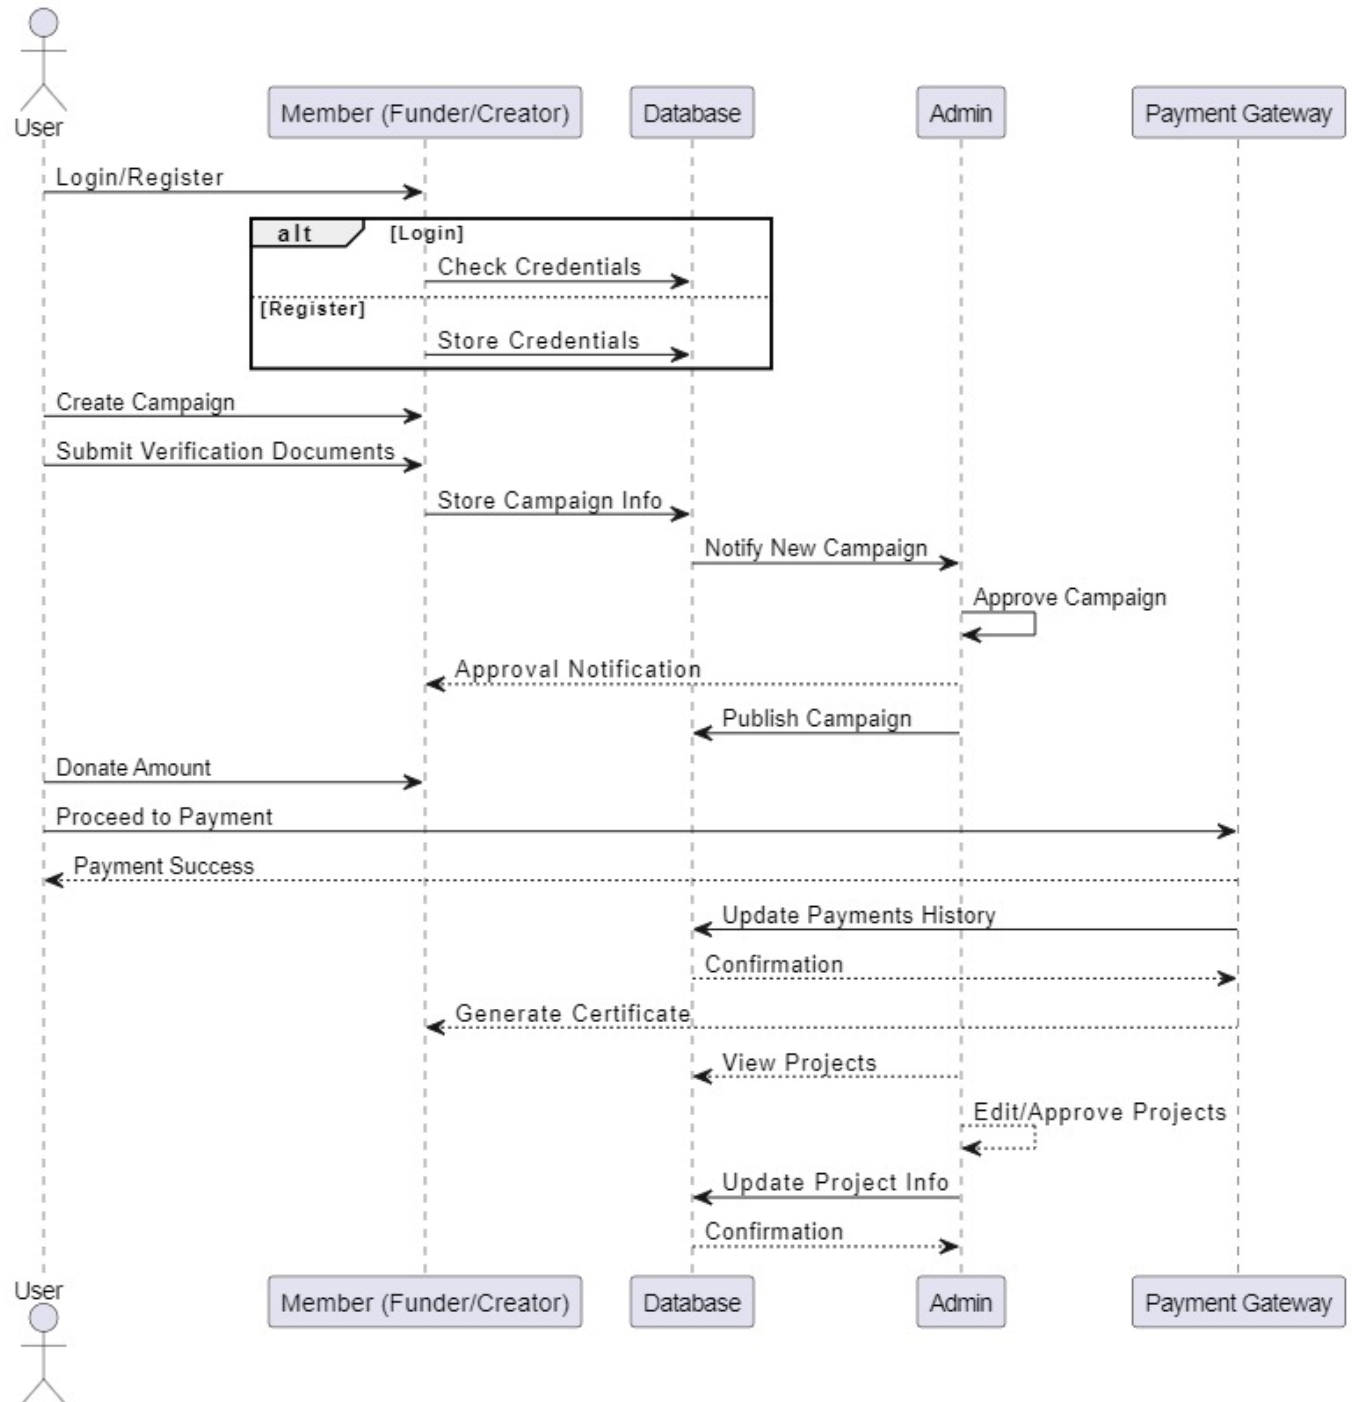 User
Member (Funder/Creator)
Database
Admin
Payment Gateway
Login/Register
alt
[Login]
Check Credentials
[Register]
Store Credentials
Create Campaign
Submit Verification Documents
Store Campaign Info
Notify New Campaign
Approve Campaign
Approval Notification
Publish Campaign
Donate Amount
Proceed to Payment
Payment Success
Update Payments History
Confirmation
Generate Certificate
View Projects
Edit/Approve Projects
Update Project Info
Confirmation
User
Member (Funder/Creator)
Database
Admin
Payment Gateway